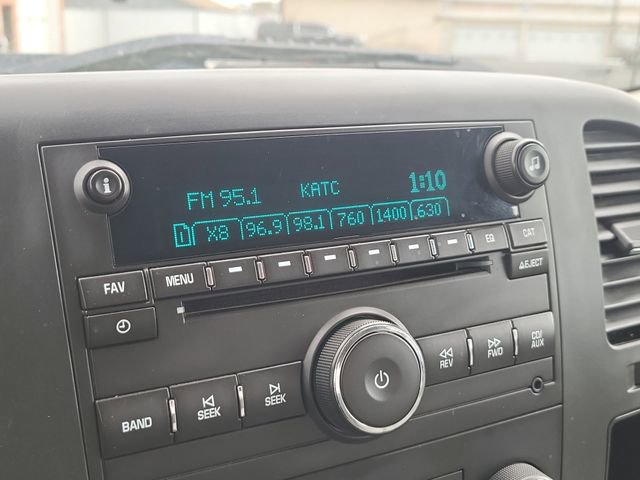 FM 95.1 KATC 1:10
1 X8 96.9 98.1 760 1400 630
FAV MENU EQ CAT
EJECT
REV FWD CD/AUX
BAND SEEK SEEK